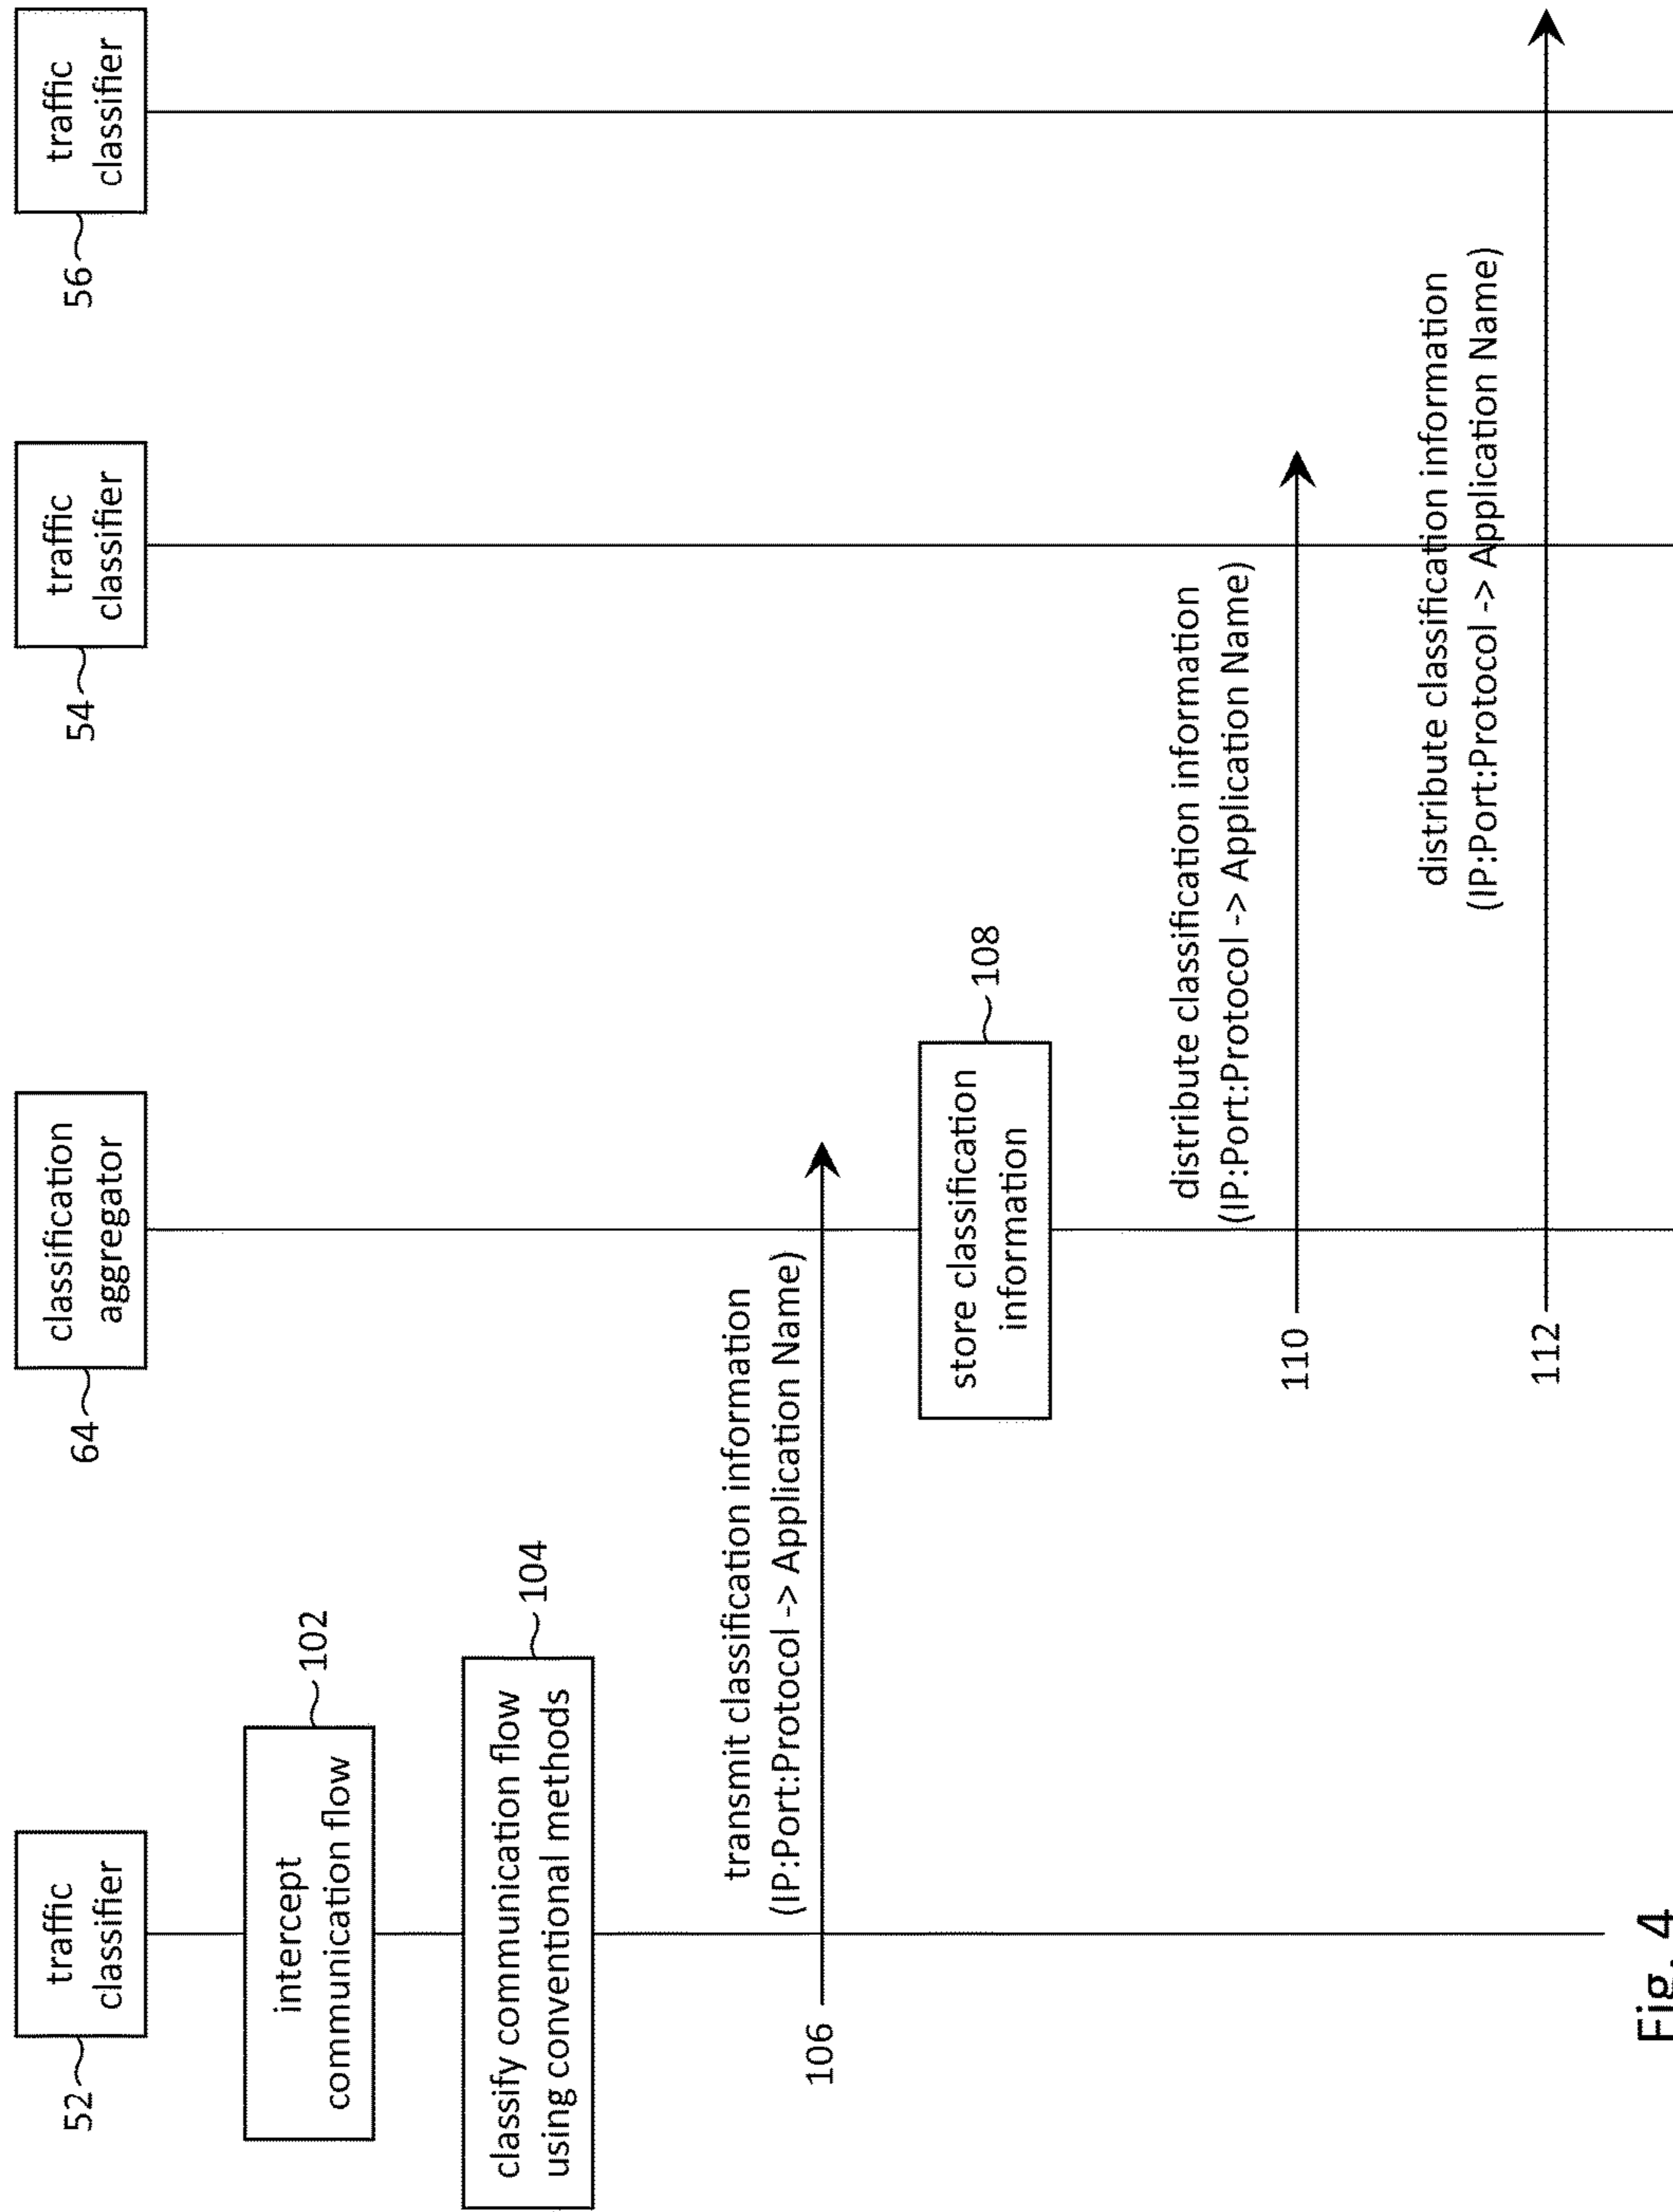 52
traffic
classifier
64
classification
aggregator
54
traffic
classifier
56
traffic
classifier
intercept
communication flow
102
classify communication flow
using conventional methods
104
transmit classification information
(IP:Port:Protocol -> Application Name)
106
store classification
information
108
distribute classification information
(IP:Port:Protocol -> Application Name)
110
distribute classification information
(IP:Port:Protocol -> Application Name)
112
Fig. 4